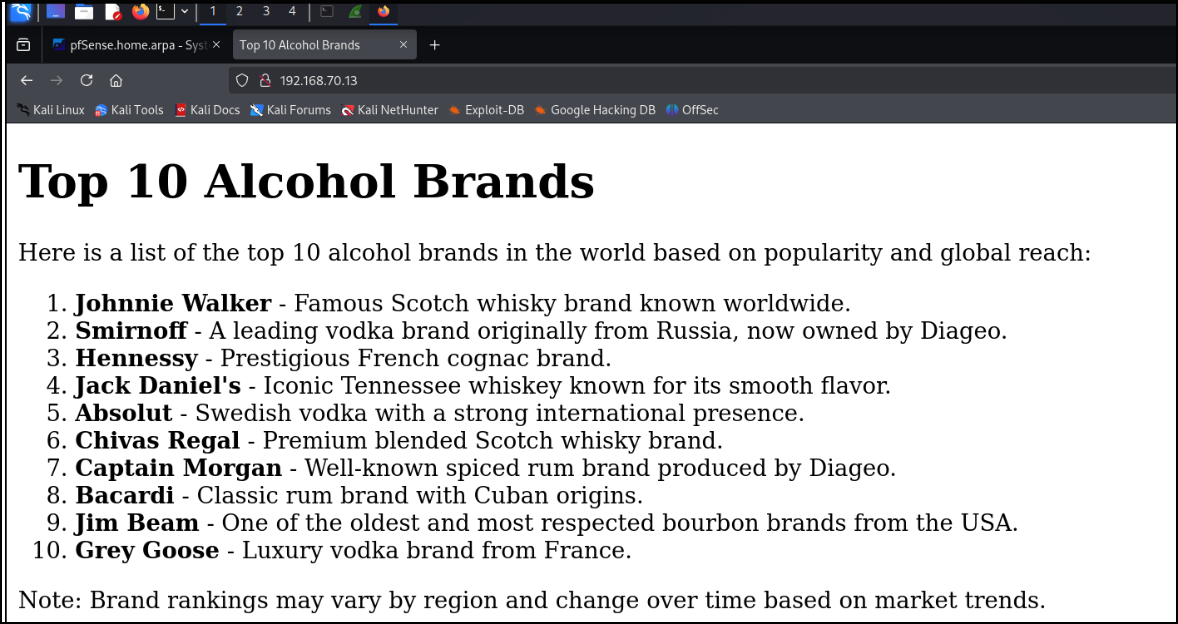 1 2 3 4
pfSense.home.arpa - Syst
Top 10 Alcohol Brands
192.168.70.13
Kali Linux Kali Tools Kali Docs Kali Forums Kali NetHunter Exploit-DB Google Hacking DB OffSec
Top 10 Alcohol Brands
Here is a list of the top 10 alcohol brands in the world based on popularity and global reach:
1. Johnnie Walker - Famous Scotch whisky brand known worldwide.
2. Smirnoff - A leading vodka brand originally from Russia, now owned by Diageo.
3. Hennessy - Prestigious French cognac brand.
4. Jack Daniel's - Iconic Tennessee whiskey known for its smooth flavor.
5. Absolut - Swedish vodka with a strong international presence.
6. Chivas Regal - Premium blended Scotch whisky brand.
7. Captain Morgan - Well-known spiced rum brand produced by Diageo.
8. Bacardi - Classic rum brand with Cuban origins.
9. Jim Beam - One of the oldest and most respected bourbon brands from the USA.
10. Grey Goose - Luxury vodka brand from France.
Note: Brand rankings may vary by region and change over time based on market trends.